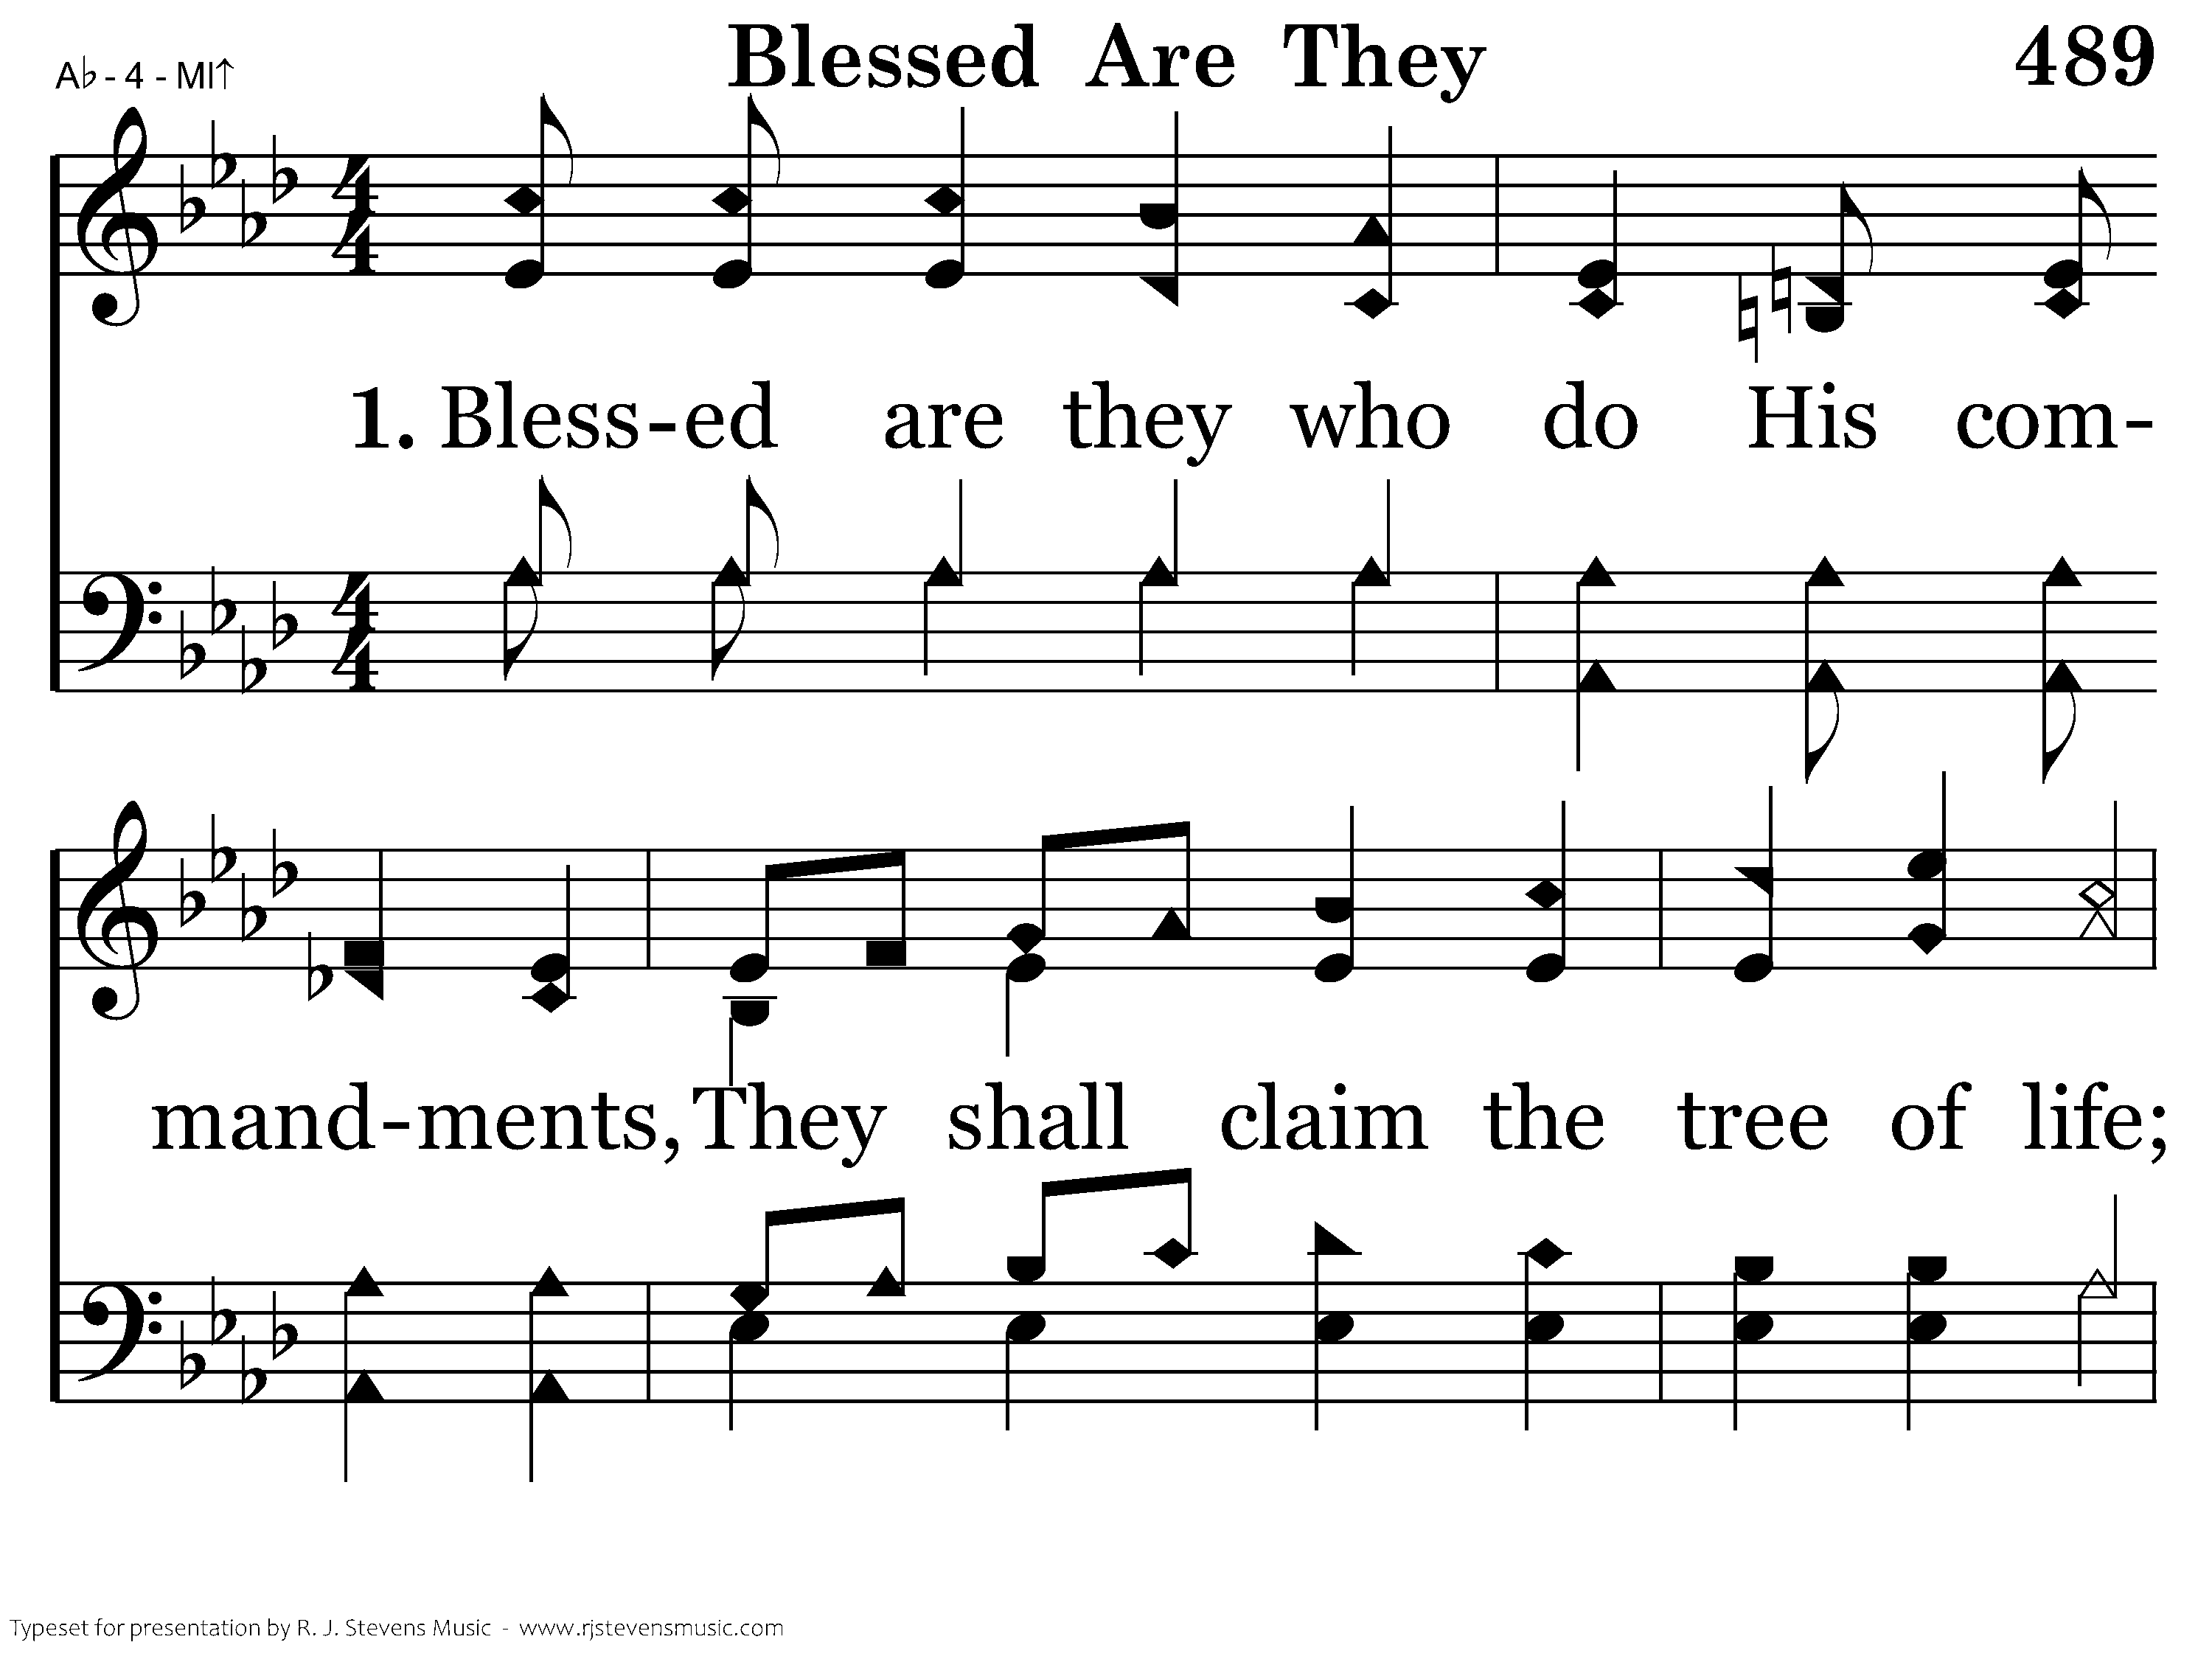 Blessed Are They 489
A♭ - 4 - MI↑
1. Bless-ed are they who do His com-
mand-ments, They shall claim the tree of life;
Typeset for presentation by R. J. Stevens Music - www.rjstevensmusic.com